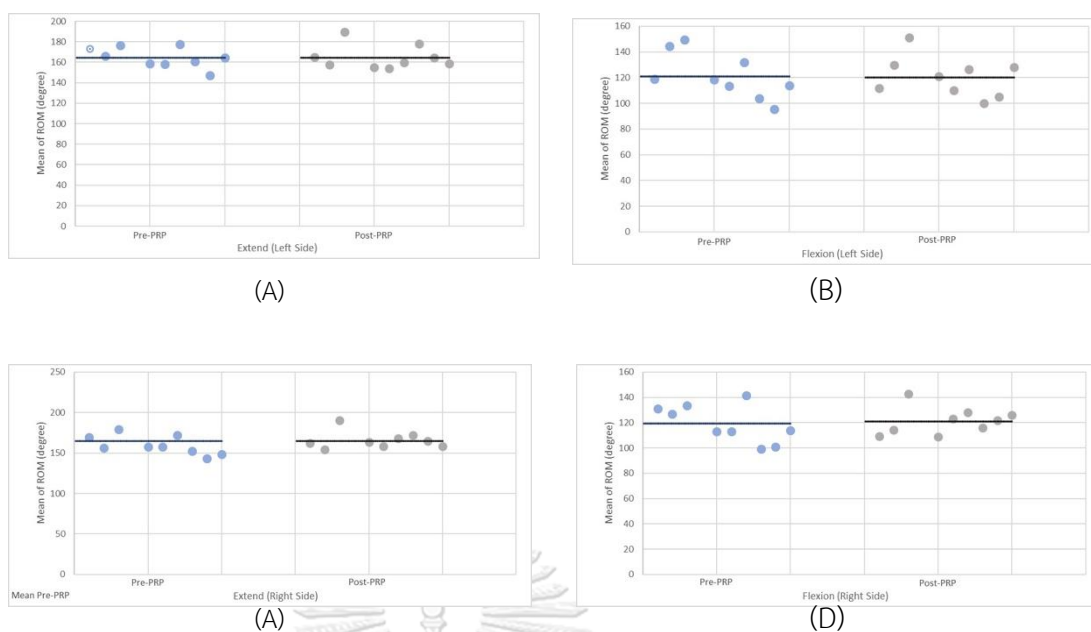 200
180
160
140
120
100
80
60
40
20
0
Mean of ROM (degree)
Pre-PRP
Post-PRP
Extend (Left Side)
(A)
160
140
120
100
80
60
40
20
0
Mean of ROM (degree)
Pre-PRP
Post-PRP
Flexion (Left Side)
(B)
250
200
150
100
50
0
Mean of ROM (degree)
Pre-PRP
Post-PRP
Mean Pre-PRP
Extend (Right Side)
(A)
160
140
120
100
80
60
40
20
0
Mean of ROM (degree)
Pre-PRP
Post-PRP
Flexion (Right Side)
(D)